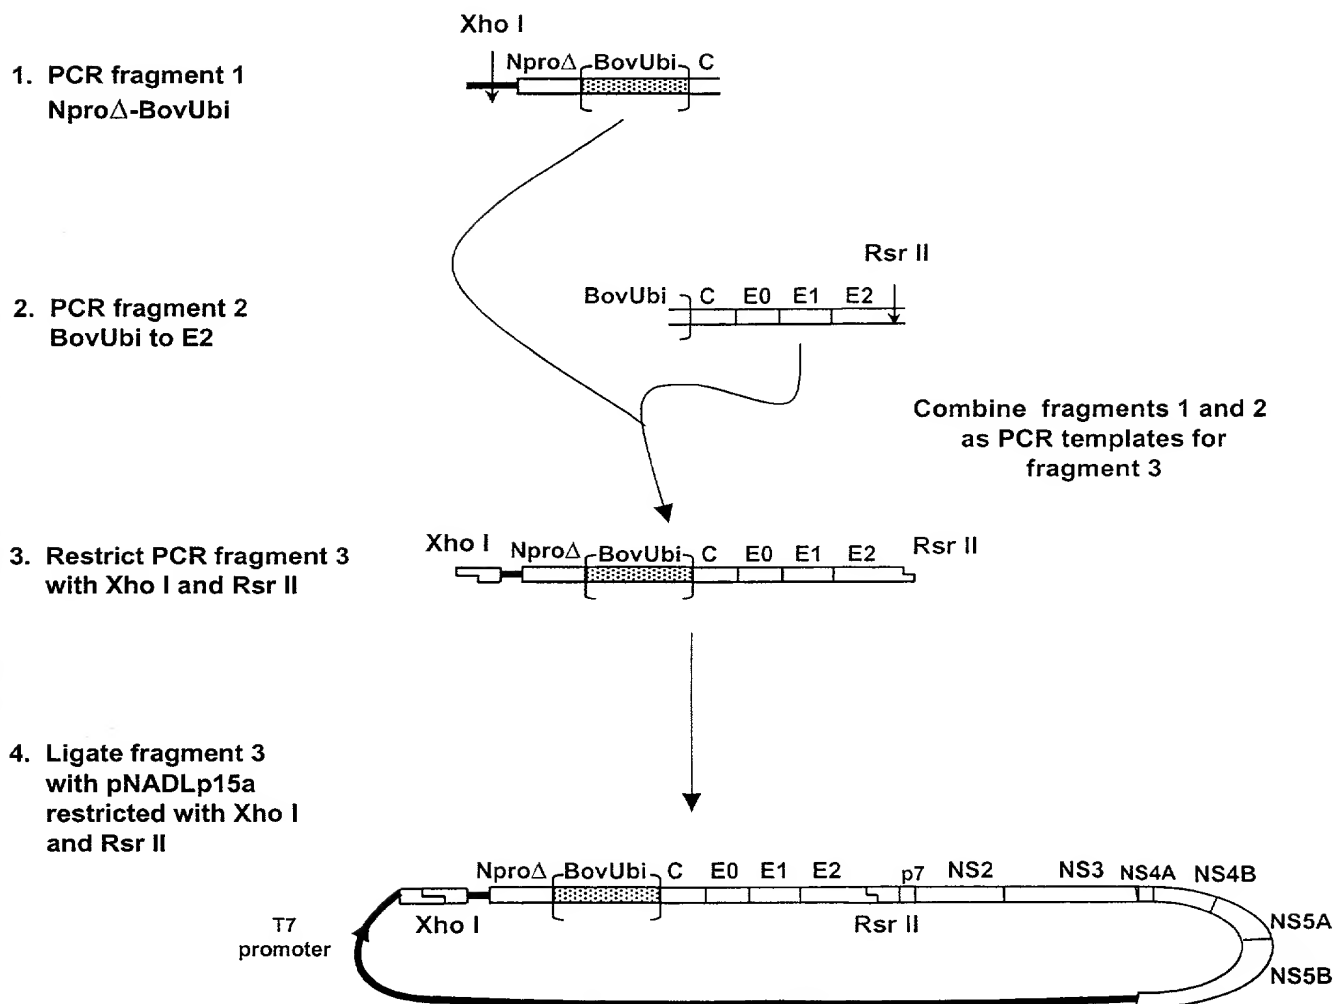 Xho I
1. PCR fragment 1
NproΔ-BovUbi
NproΔ BovUbi C
Rsr II
2. PCR fragment 2
BovUbi to E2
BovUbi C E0 E1 E2
Combine fragments 1 and 2
as PCR templates for
fragment 3
3. Restrict PCR fragment 3
with Xho I and Rsr II
Xho I NproΔ BovUbi C E0 E1 E2 Rsr II
4. Ligate fragment 3
with pNADLp15a
restricted with Xho I
and Rsr II
NproΔ BovUbi C E0 E1 E2 p7 NS2 NS3 NS4A NS4B
Xho I Rsr II
T7
promoter
NS5A
NS5B